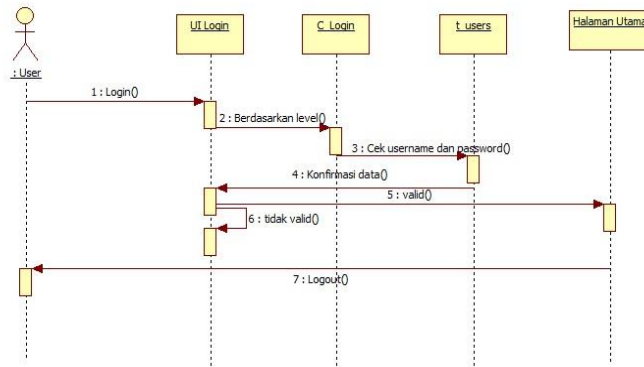 UI Login
C_Login
t_users
Halaman Utama
: User
1 : Login()
2 : Berdasarkan level()
3 : Cek username dan password()
4 : Konfirmasi data()
5 : valid()
6 : tidak valid()
7 : Logout()